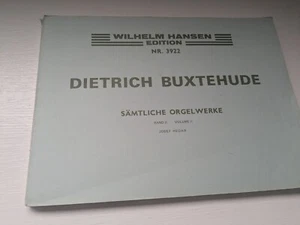 WILHELM HANSEN
EDITION
NR. 3922
DIETRICH BUXTEHUDE
SÄMTLICHE ORGELWERKE